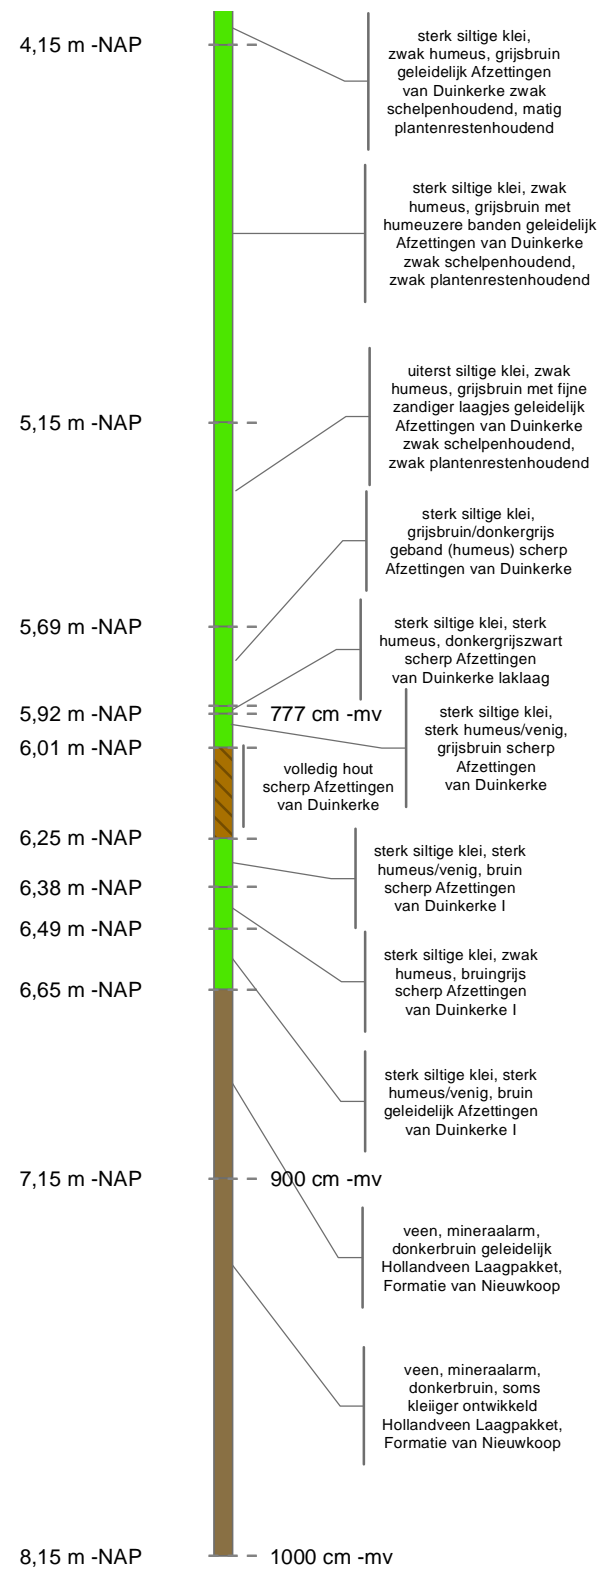 4,15 m -NAP
sterk siltige klei,
zwak humeus, grijsbruin
geleidelijk Afzettingen
van Duinkerke zwak
schelpenhoudend, matig
plantenrestenhoudend
sterk siltige klei, zwak
humeus, grijsbruin met
humeuzere banden geleidelijk
Afzettingen van Duinkerke
zwak schelpenhoudend,
zwak plantenrestenhoudend
5,15 m -NAP
uiterst siltige klei, zwak
humeus, grijsbruin met fijne
zandiger laagjes geleidelijk
Afzettingen van Duinkerke
zwak schelpenhoudend,
zwak plantenrestenhoudend
sterk siltige klei,
grijsbruin/donkergrijs
geband (humeus) scherp
Afzettingen van Duinkerke
5,69 m -NAP
sterk siltige klei, sterk
humeus, donkergrijszwart
scherp Afzettingen
van Duinkerke laklaag
5,92 m -NAP
777 cm -mv
sterk siltige klei,
sterk humeus/venig,
grijsbruin scherp
Afzettingen
van Duinkerke
6,01 m -NAP
volledig hout
scherp Afzettingen
van Duinkerke
6,25 m -NAP
sterk siltige klei, sterk
humeus/venig, bruin
scherp Afzettingen
van Duinkerke I
6,38 m -NAP
6,49 m -NAP
sterk siltige klei, zwak
humeus, bruingrijs
scherp Afzettingen
van Duinkerke I
6,65 m -NAP
sterk siltige klei, sterk
humeus/venig, bruin
geleidelijk Afzettingen
van Duinkerke I
7,15 m -NAP
900 cm -mv
veen, mineraalarm,
donkerbruin geleidelijk
Hollandveen Laagpakket,
Formatie van Nieuwkoop
veen, mineraalarm,
donkerbruin, soms
kleiiger ontwikkeld
Hollandveen Laagpakket,
Formatie van Nieuwkoop
8,15 m -NAP
1000 cm -mv